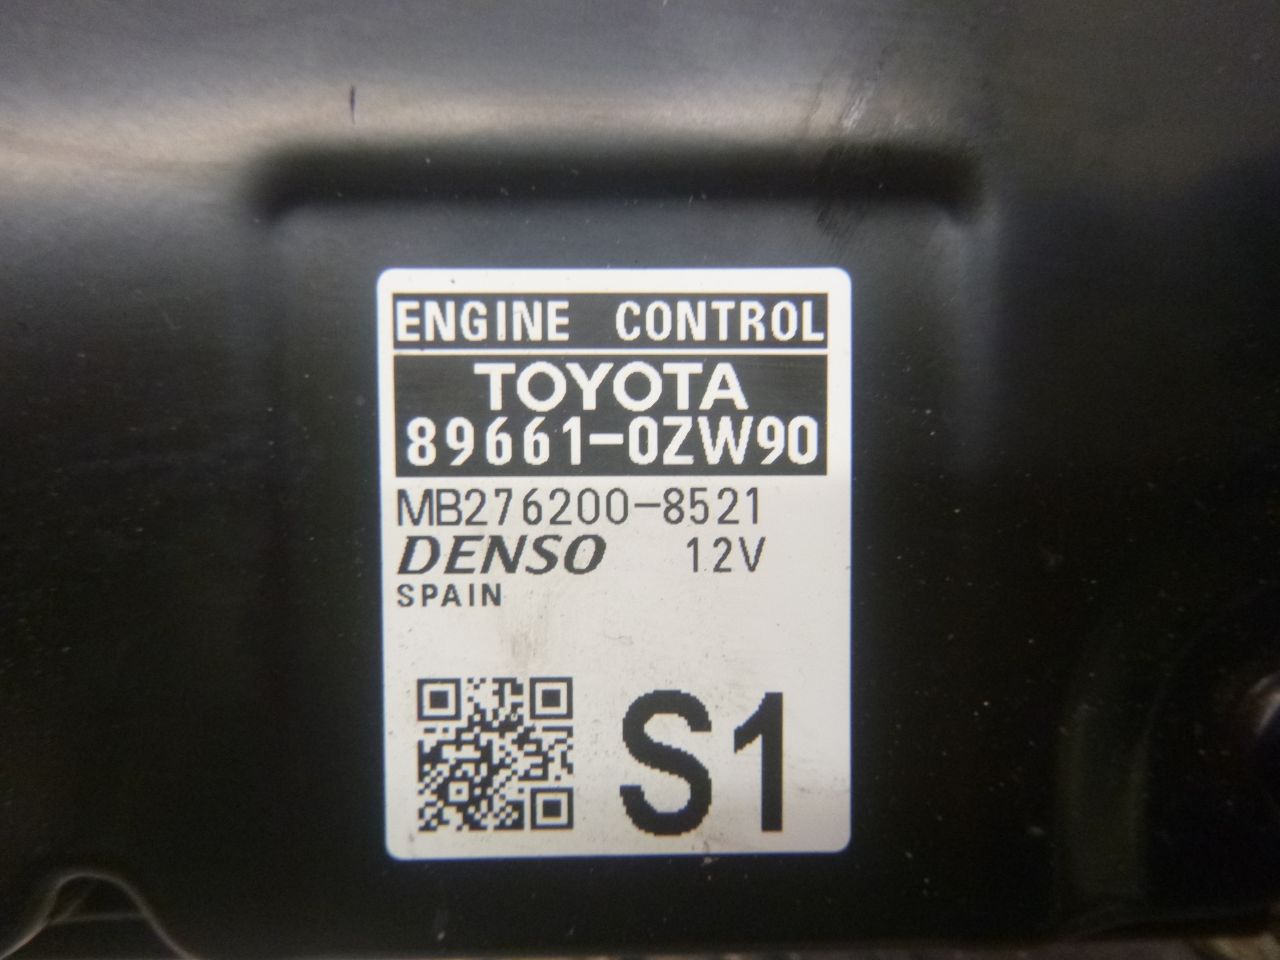 ENGINE CONTROL
TOYOTA
89661-0ZW90
MB276200-8521
DENSO 12V
SPAIN
S1